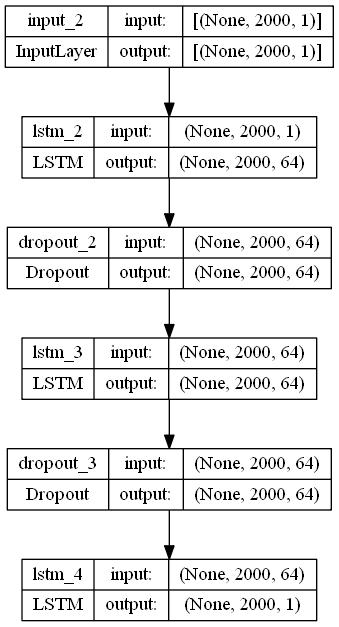 input_2 input: [(None, 2000, 1)]
InputLayer output: [(None, 2000, 1)]
lstm_2 input: (None, 2000, 1)
LSTM output: (None, 2000, 64)
dropout_2 input: (None, 2000, 64)
Dropout output: (None, 2000, 64)
lstm_3 input: (None, 2000, 64)
LSTM output: (None, 2000, 64)
dropout_3 input: (None, 2000, 64)
Dropout output: (None, 2000, 64)
lstm_4 input: (None, 2000, 64)
LSTM output: (None, 2000, 1)